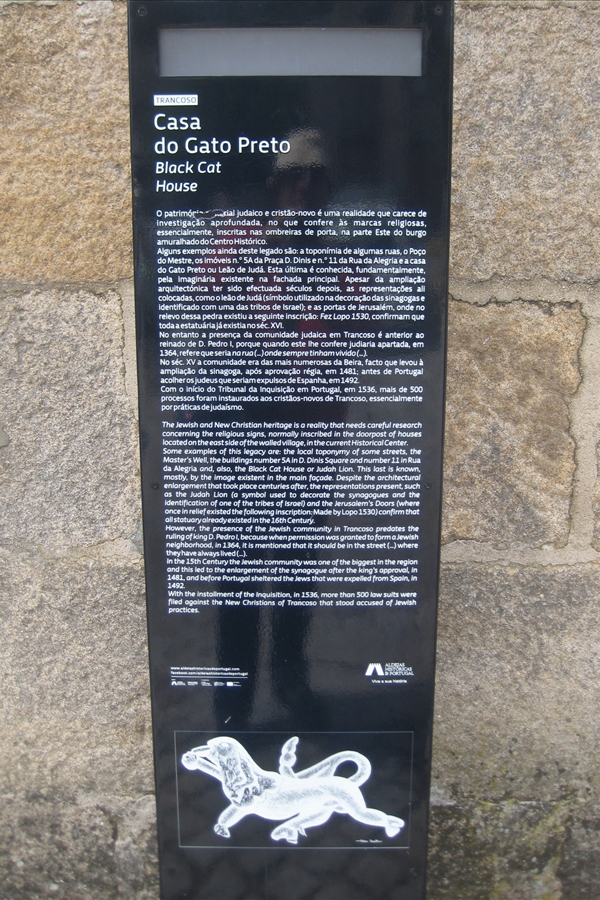 TRANCOSO
Casa
do Gato Preto
Black Cat
House
O património judaico e cristão-novo é uma realidade que carece de
investigação aprofundada, no que confere às marcas religiosas,
essencialmente, inscritas nas ombreiras de porta, na parte Este do burgo
amuralhado do Centro Histórico.
Alguns exemplos ainda deste legado são: a toponímia de algumas ruas, o Poço
do Mestre, os imóveis n.º 5A da Praça D. Dinis e n.º 11 da Rua da Alegria e a casa
do Gato Preto ou Leão de Judá. Esta última é conhecida, fundamentalmente,
pela imaginária existente na fachada principal. Apesar da ampliação
arquitectónica ter sido efectuada séculos depois, as representações ali
colocadas, como o leão de Judá (símbolo utilizado na decoração das sinagogas e
identificado com uma das tribos de Israel); e as portas de Jerusalém, onde no
relevo dessa pedra existiu a seguinte inscrição: Fez Lopo 1530, confirmam que
toda a estatuária já existia no séc. XVI.
No entanto a presença da comunidade judaica em Trancoso é anterior ao
reinado de D. Pedro I, porque quando este lhe confere judiaria apartada, em
1364, refere que seria na rua (...) onde sempre tinham vivido (...).
No séc. XV a comunidade era das mais numerosas da Beira, facto que levou à
ampliação da sinagoga, após aprovação régia, em 1481; antes de Portugal
acolher os judeus que seriam expulsos de Espanha, em 1492.
Com o início do Tribunal da Inquisição em Portugal, em 1536, mais de 500
processos foram instaurados aos cristãos-novos de Trancoso, essencialmente
por práticas de judaísmo.
The Jewish and New Christian heritage is a reality that needs careful research
concerning the religious signs, normally inscribed in the doorpost of houses
located on the east side of the walled village, in the current Historical Center.
Some examples of this legacy are: the local toponymy of some streets, the
Master's Well, the buildings number 5A in D. Dinis Square and number 11 in Rua
da Alegria and, also, the Black Cat House or Judah Lion. This last is known,
mostly, by the image existent in the main façade. Despite the architectural
enlargement that took place centuries after, the representations present, such
as the Judah Lion (a symbol used to decorate the synagogues and the
identification of one of the tribes of Israel) and the Jerusalem's Doors (where
once in relief existed the following inscription: Made by Lopo 1530) confirm that
all statuary already existed in the 16th Century.
However, the presence of the Jewish community in Trancoso predates the
ruling of king D. Pedro I, because when permission was granted to form a Jewish
neighborhood, in 1364, it is mentioned that it should be in the street (...) where
they have always lived (...).
In the 15th Century the Jewish community was one of the biggest in the region
and this led to the enlargement of the synagogue after the king's approval, in
1481, and before Portugal sheltered the Jews that were expelled from Spain, in
1492.
With the installment of the Inquisition, in 1536, more than 500 law suits were
filed against the New Christians of Trancoso that stood accused of Jewish
practices.
www.aldeiashistoricasdeportugal.com
facebook.com/aldeiashistoricasdeportugal
ALDEIAS
HISTÓRICAS
DE PORTUGAL
Viva a sua história